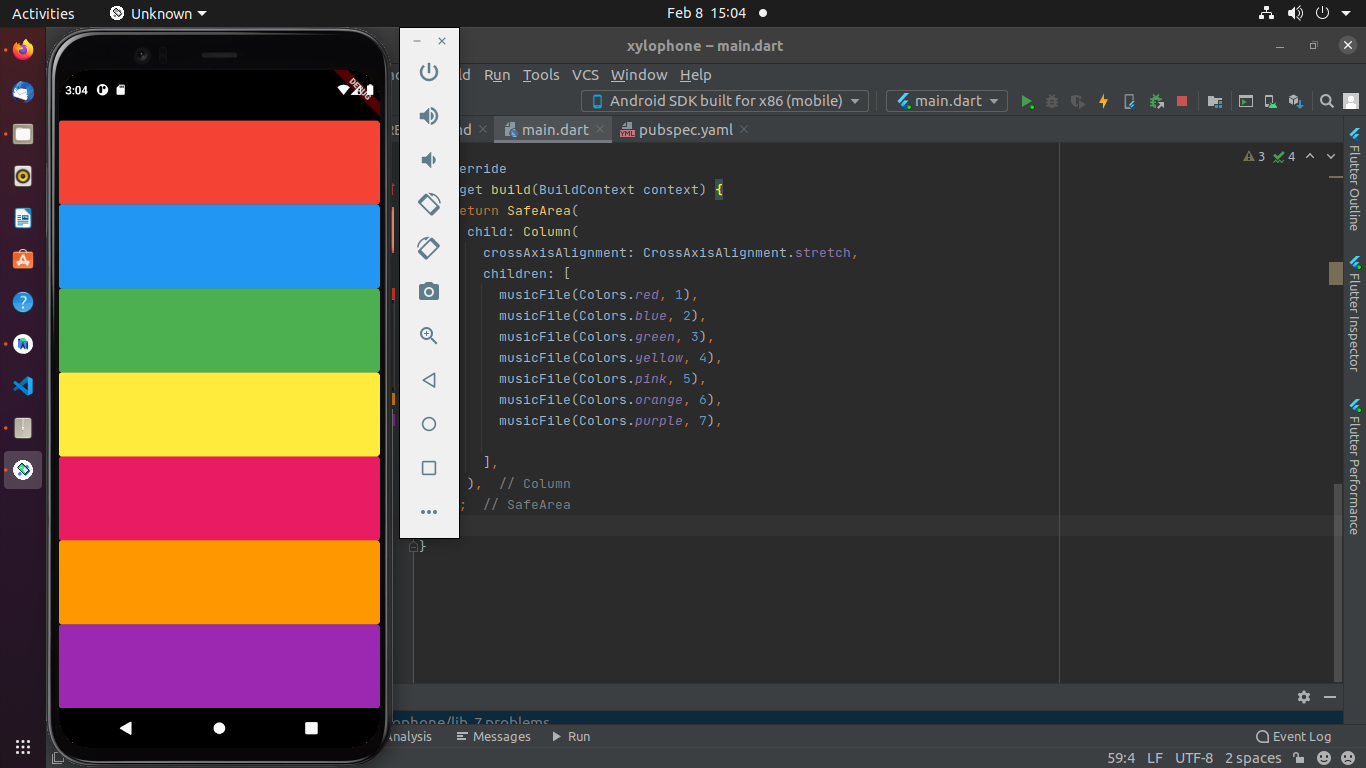 Activities
Unknown
Feb 8 15:04
xylophone – main.dart
Run Tools VCS Window Help
Android SDK built for x86 (mobile)
main.dart
main.dart
pubspec.yaml
3:04
DEBUG
3 4
erride
get build(BuildContext context) {
eturn SafeArea(
child: Column(
crossAxisAlignment: CrossAxisAlignment.stretch,
children: [
musicFile(Colors.red, 1),
musicFile(Colors.blue, 2),
musicFile(Colors.green, 3),
musicFile(Colors.yellow, 4),
musicFile(Colors.pink, 5),
musicFile(Colors.orange, 6),
musicFile(Colors.purple, 7),
],
), // Column
; // SafeArea
}
Flutter Outline
Flutter Inspector
Flutter Performance
ophone/lib 7 problems
Analysis
Messages
Run
Event Log
59:4 LF UTF-8 2 spaces